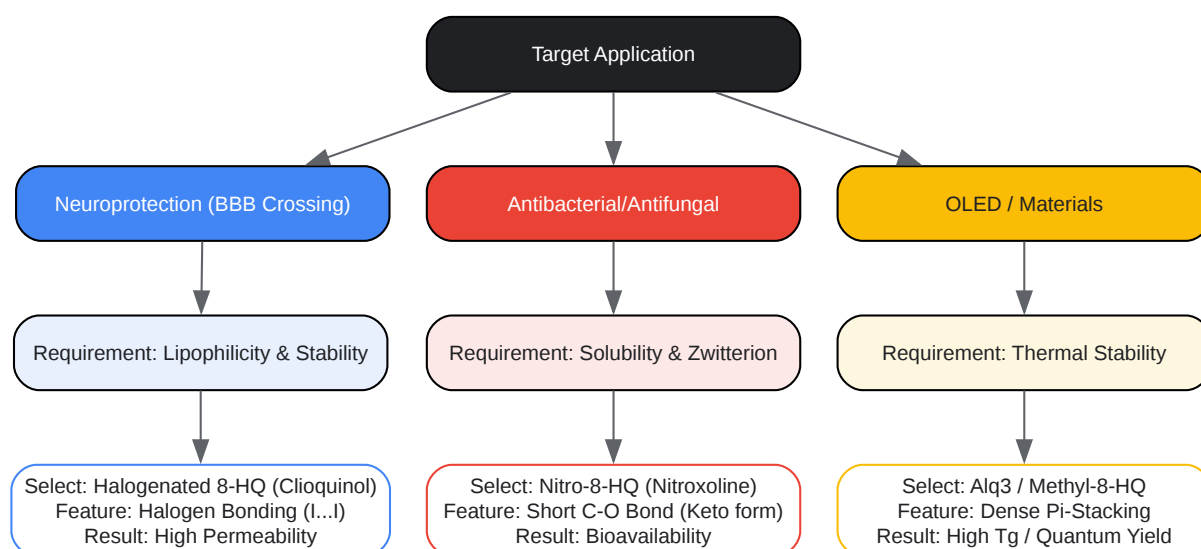 Target Application
Neuroprotection (BBB Crossing)
Antibacterial/Antifungal
OLED / Materials
Requirement: Lipophilicity & Stability
Requirement: Solubility & Zwitterion
Requirement: Thermal Stability
Select: Halogenated 8-HQ (Clioquinol)
Feature: Halogen Bonding (I...I)
Result: High Permeability
Select: Nitro-8-HQ (Nitroxoline)
Feature: Short C-O Bond (Keto form)
Result: Bioavailability
Select: Alq3 / Methyl-8-HQ
Feature: Dense Pi-Stacking
Result: High Tg / Quantum Yield